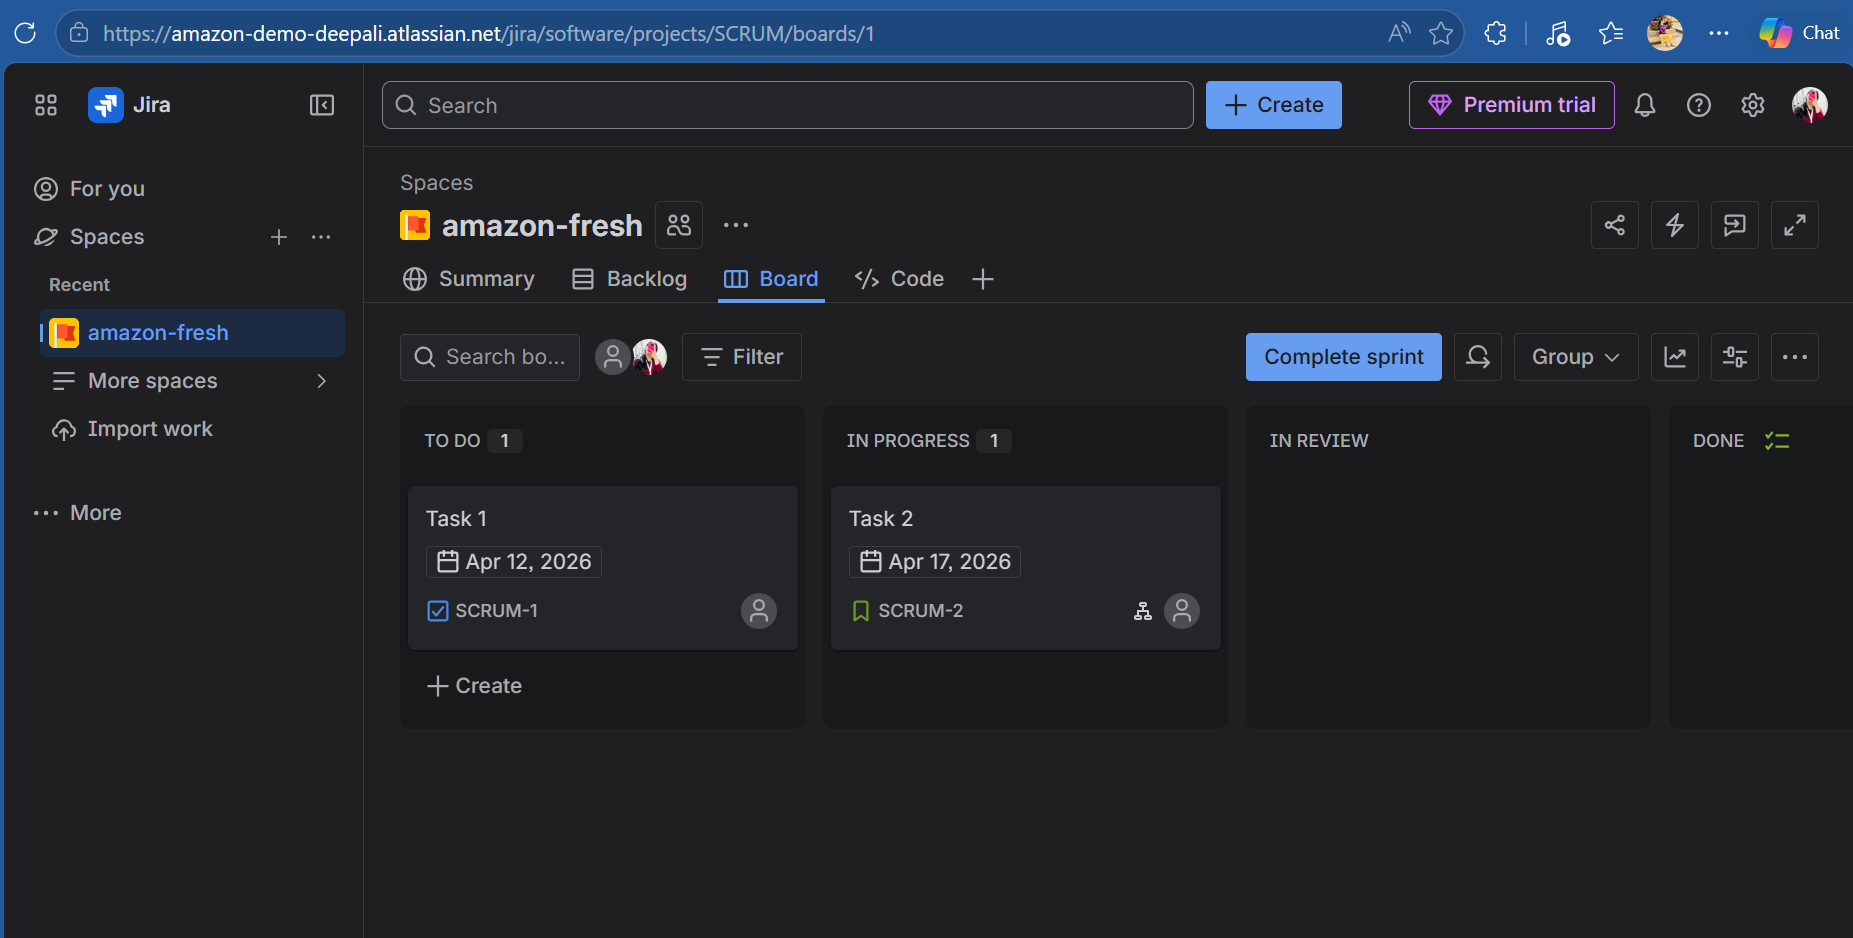 https://amazon-demo-deepali.atlassian.net/jira/software/projects/SCRUM/boards/1
Chat
Jira
Search
Create
Premium trial
For you
Spaces
Recent
amazon-fresh
More spaces
Import work
More
Spaces
amazon-fresh
Summary
Backlog
Board
Code
Search bo...
Filter
Complete sprint
Group
TO DO 1
Task 1
Apr 12, 2026
SCRUM-1
Create
IN PROGRESS 1
Task 2
Apr 17, 2026
SCRUM-2
IN REVIEW
DONE